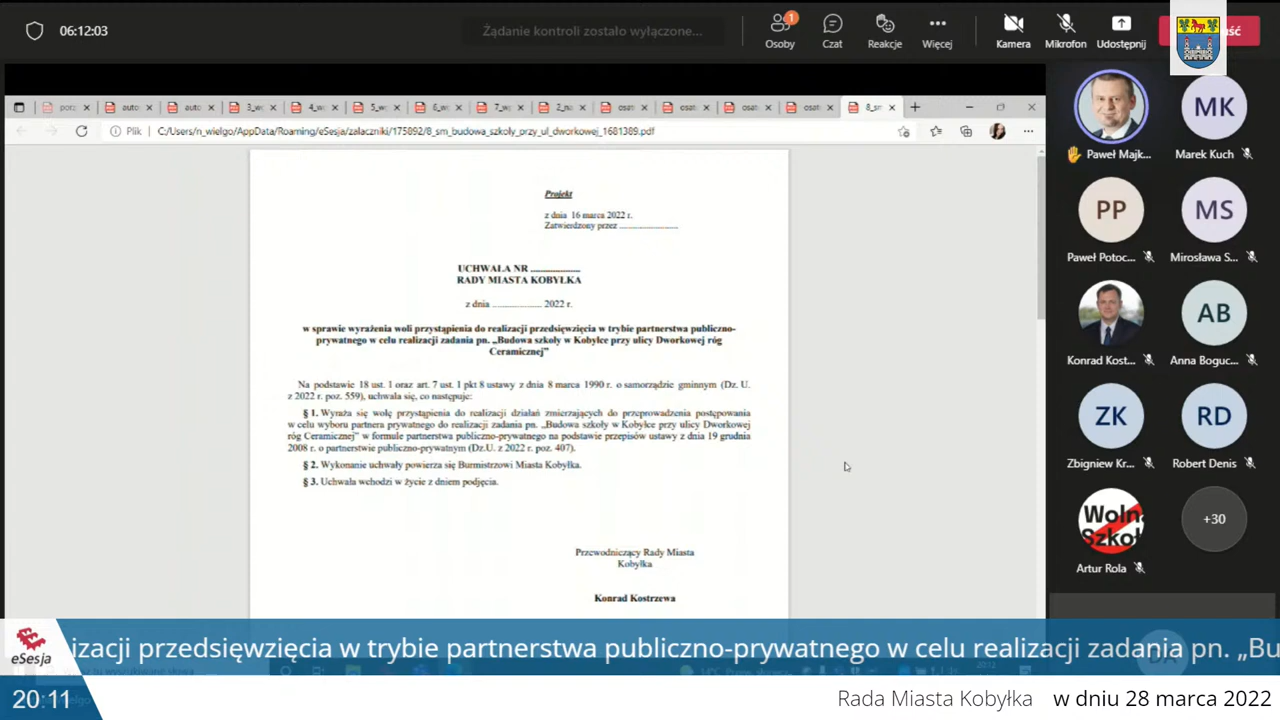 06:12:03
Żądanie kontroli zostało wyłączone...
1
Osoby
Czat
Reakcje
Więcej
Kamera
Mikrofon
Udostępnij
Plik
C:/Users/n_wielgo/AppData/Roaming/eSesja/zalaczniki/175892/8_sm_budowa_szkoly_przy_ul_dworkowej_1681389.pdf
Projekt
z dnia 16 marca 2022 r.
Zatwierdzony przez ....................
UCHWAŁA NR ....................
RADY MIASTA KOBYŁKA
z dnia .................... 2022 r.
w sprawie wyrażenia woli przystąpienia do realizacji przedsięwzięcia w trybie partnerstwa publiczno-
prywatnego w celu realizacji zadania pn. „Budowa szkoły w Kobyłce przy ulicy Dworkowej róg
Ceramicznej”
Na podstawie 18 ust. 1 oraz art. 7 ust. 1 pkt 8 ustawy z dnia 8 marca 1990 r. o samorządzie gminnym (Dz. U.
z 2022 r. poz. 559), uchwala się, co następuje:
§ 1. Wyraża się wolę przystąpienia do realizacji działań zmierzających do przeprowadzenia postępowania
w celu wyboru partnera prywatnego do realizacji zadania pn. „Budowa szkoły w Kobyłce przy ulicy Dworkowej
róg Ceramicznej” w formule partnerstwa publiczno-prywatnego na podstawie przepisów ustawy z dnia 19 grudnia
2008 r. o partnerstwie publiczno-prywatnym (Dz.U. z 2022 r. poz. 407).
§ 2. Wykonanie uchwały powierza się Burmistrzowi Miasta Kobyłka.
§ 3. Uchwała wchodzi w życie z dniem podjęcia.
Przewodniczący Rady Miasta
Kobyłka
Konrad Kostrzewa
Paweł Majk...
MK
Marek Kuch
PP
Paweł Potoc...
MS
Mirosława S...
Konrad Kost...
AB
Anna Boguc...
ZK
Zbigniew Kr...
RD
Robert Denis
Woln
Szkoł
Artur Rola
+30
eSesja
izacji przedsięwzięcia w trybie partnerstwa publiczno-prywatnego w celu realizacji zadania pn. „Bu
20:11
Rada Miasta Kobyłka w dniu 28 marca 2022